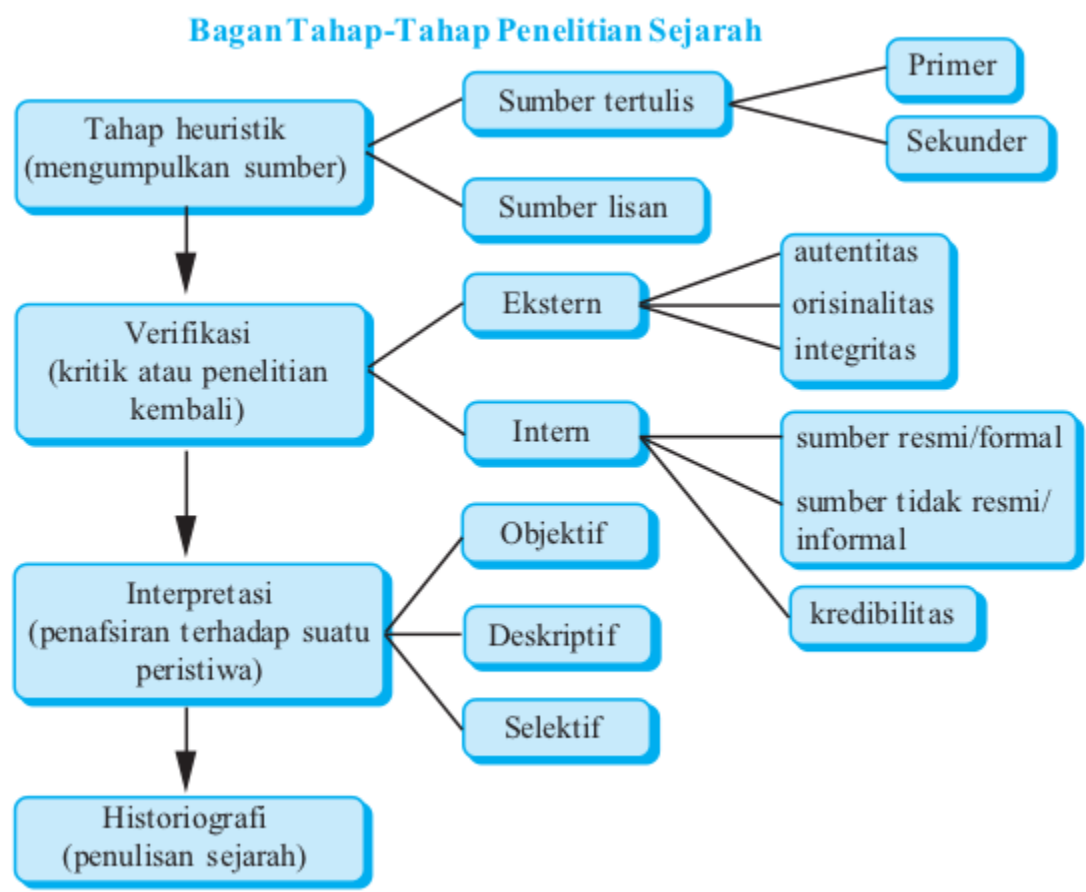 Bagan Tahap-Tahap Penelitian Sejarah
Tahap heuristik
(mengumpulkan sumber)
Sumber tertulis
Primer
Sekunder
Sumber lisan
Verifikasi
(kritik atau penelitian
kembali)
Ekstern
autentitas
orisinalitas
integritas
Intern
sumber resmi/formal
sumber tidak resmi/
informal
kredibilitas
Interpretasi
(penafsiran terhadap suatu
peristiwa)
Objektif
Deskriptif
Selektif
Historiografi
(penulisan sejarah)